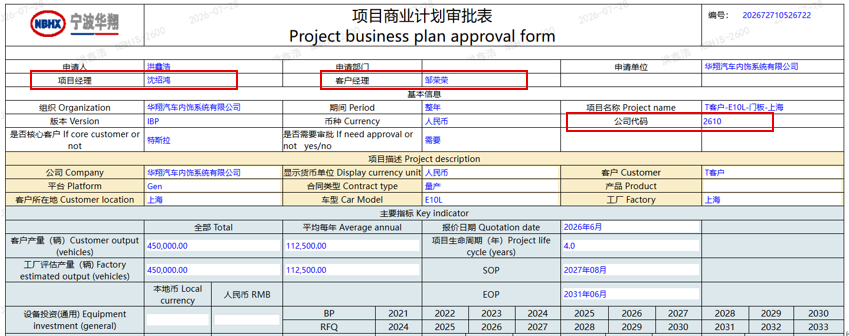 NBHX 宁波华翔
项目商业计划审批表
Project business plan approval form
编号: 202672710526722
申请人 洪鑫浩 申请部门 申请单位 华翔汽车内饰系统有限公司
项目经理 沈绍鸿 客户经理 邹荣荣
基本信息
组织 Organization 华翔汽车内饰系统有限公司 期间 Period 整年 项目名称 Project name T客户-E10L-门板-上海
版本 Version IBP 币种 Currency 人民币 公司代码 2610
是否核心客户 If core customer or not 特斯拉 是否需要审批 If need approval or not yes/no 需要
项目描述 Project description
公司 Company 华翔汽车内饰系统有限公司 显示货币单位 Display currency unit 人民币 客户 Customer T客户
平台 Platform Gen 合同类型 Contract type 量产 产品 Product
客户所在地 Customer location 上海 车型 Car Model E10L 工厂 Factory 上海
主要指标 Key indicator
全部 Total 平均每年 Average annual 报价日期 Quotation date 2026年6月
客户产量（辆）Customer output (vehicles) 450,000.00 112,500.00 项目生命周期（年）Project life cycle (years) 4.0
工厂评估产量（辆) Factory estimated output (vehicles) 450,000.00 112,500.00 SOP 2027年08月
本地币 Local currency 人民币 RMB EOP 2031年06月
设备投资(通用) Equipment investment (general) BP 2021 2022 2023 2024 2025 2026 2027 2028 2029 2030
RFQ 2024 2025 2026 2027 2028 2029 2030 2031 2032 2033